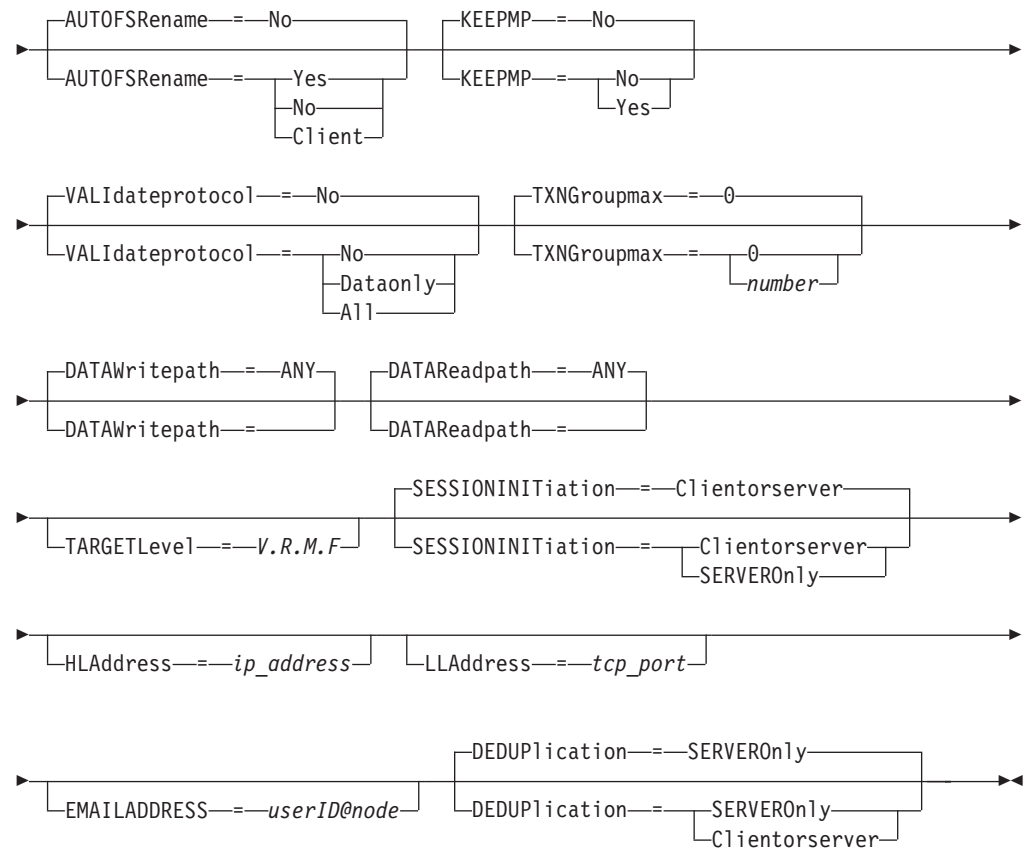 AUTOFSRename = No KEEPMP = No
AUTOFSRename = Yes KEEPMP = No
No Yes
Client
VALIdateprotocol = No TXNGroupmax = 0
VALIdateprotocol = No TXNGroupmax = 0
Dataonly number
All
DATAWritepath = ANY DATAReadpath = ANY
DATAWritepath = DATAReadpath =
SESSIONINITiation = Clientorserver
TARGETLevel = V.R.M.F SESSIONINITiation = Clientorserver
SERVEROnly
HLAddress = ip_address LLAddress = tcp_port
DEDUPlication = SERVEROnly
EMAILADDRESS = userID@node DEDUPlication = SERVEROnly
Clientorserver